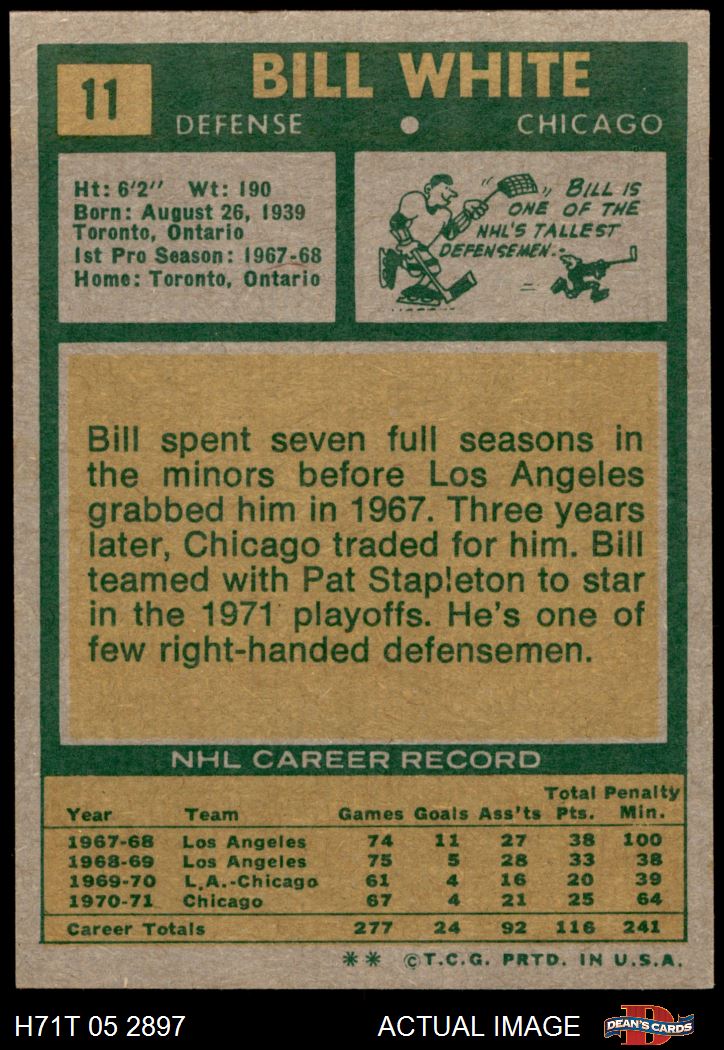 11
BILL WHITE
DEFENSE • CHICAGO
Ht: 6'2'' Wt: 190
Born: August 26, 1939
Toronto, Ontario
1st Pro Season: 1967-68
Home: Toronto, Ontario
BILL IS
ONE OF THE
NHL'S TALLEST
DEFENSEMEN.
Bill spent seven full seasons in
the minors before Los Angeles
grabbed him in 1967. Three years
later, Chicago traded for him. Bill
teamed with Pat Stapleton to star
in the 1971 playoffs. He's one of
few right-handed defensemen.
NHL CAREER RECORD
Total Penalty
Year Team Games Goals Ass'ts Pts. Min.
1967-68 Los Angeles 74 11 27 38 100
1968-69 Los Angeles 75 5 28 33 38
1969-70 L.A.-Chicago 61 4 16 20 39
1970-71 Chicago 67 4 21 25 64
Career Totals 277 24 92 116 241
** ©T.C.G. PRTD. IN U.S.A.
H71T 05 2897 ACTUAL IMAGE DEAN'S CARDS